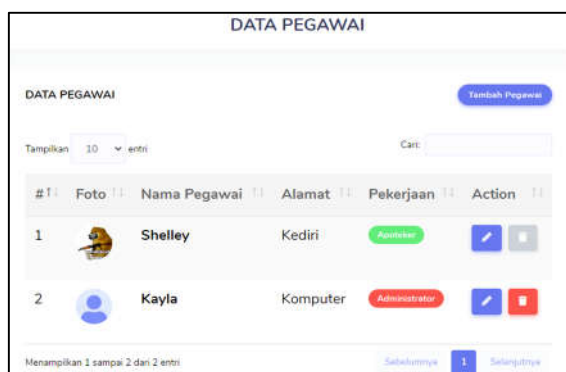 DATA PEGAWAI
DATA PEGAWAI
Tambah Pegawai
Tampilkan 10 entri
Cari:
# Foto Nama Pegawai Alamat Pekerjaan Action
1 Shelley Kediri Apoteker
2 Kayla Komputer Administrator
Menampilkan 1 sampai 2 dari 2 entri
Sebelumnya 1 Selanjutnya